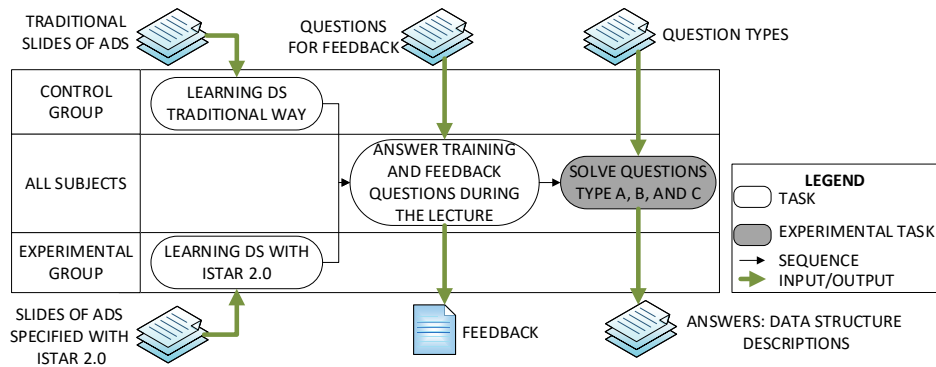 TRADITIONAL
SLIDES OF ADS
QUESTIONS
FOR FEEDBACK
QUESTION TYPES
CONTROL
GROUP
LEARNING DS
TRADITIONAL WAY
ALL SUBJECTS
ANSWER TRAINING
AND FEEDBACK
QUESTIONS DURING
THE LECTURE
SOLVE QUESTIONS
TYPE A, B, AND C
EXPERIMENTAL
GROUP
LEARNING DS WITH
ISTAR 2.0
LEGEND
TASK
EXPERIMENTAL TASK
SEQUENCE
INPUT/OUTPUT
SLIDES OF ADS
SPECIFIED WITH
ISTAR 2.0
FEEDBACK
ANSWERS: DATA STRUCTURE
DESCRIPTIONS